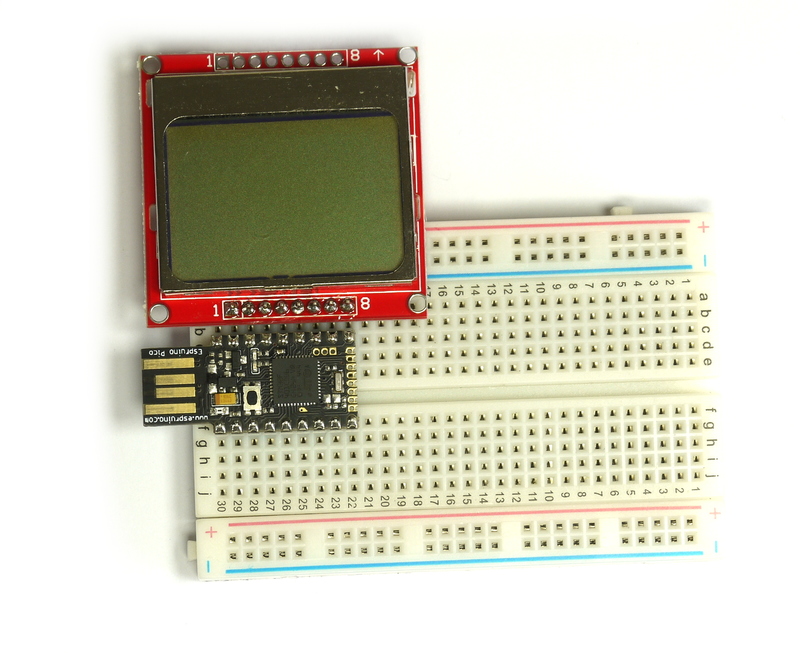 1 8 ↑
+
-
17 16 15 14 13 12 11 10 9 8 7 6 5 4 3 2 1
a
b
c
d
e
1 8
b
Espruino Pico
www.espruino.com
f
g
h
i
j
f
g
h
i
j
30 29 28 27 26 25 24 23 22 21 20 19 18 17 16 15 14 13 12 11 10 9 8 7 6 5 4 3 2 1
+
+
-
-